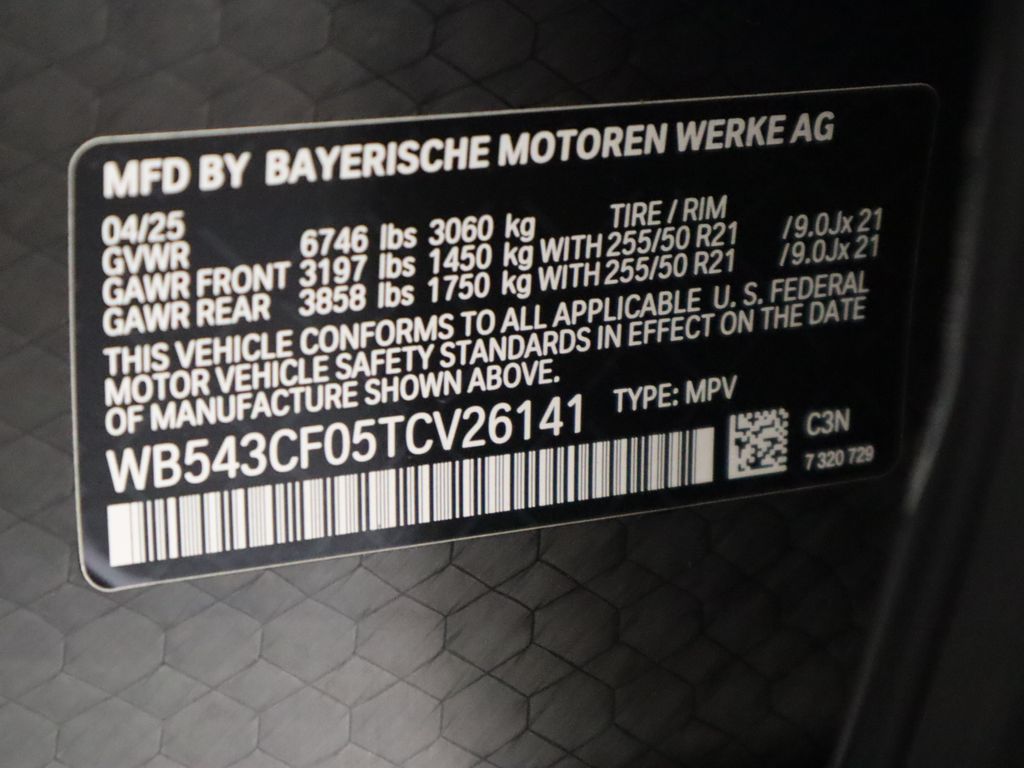 MFD BY BAYERISCHE MOTOREN WERKE AG
04/25 TIRE / RIM
GVWR 6746 lbs 3060 kg
GAWR FRONT 3197 lbs 1450 kg WITH 255/50 R21 /9.0Jx 21
GAWR REAR 3858 lbs 1750 kg WITH 255/50 R21 /9.0Jx 21
THIS VEHICLE CONFORMS TO ALL APPLICABLE U. S. FEDERAL
MOTOR VEHICLE SAFETY STANDARDS IN EFFECT ON THE DATE
OF MANUFACTURE SHOWN ABOVE.
WB543CF05TCV26141 TYPE: MPV
C3N
7 320 729